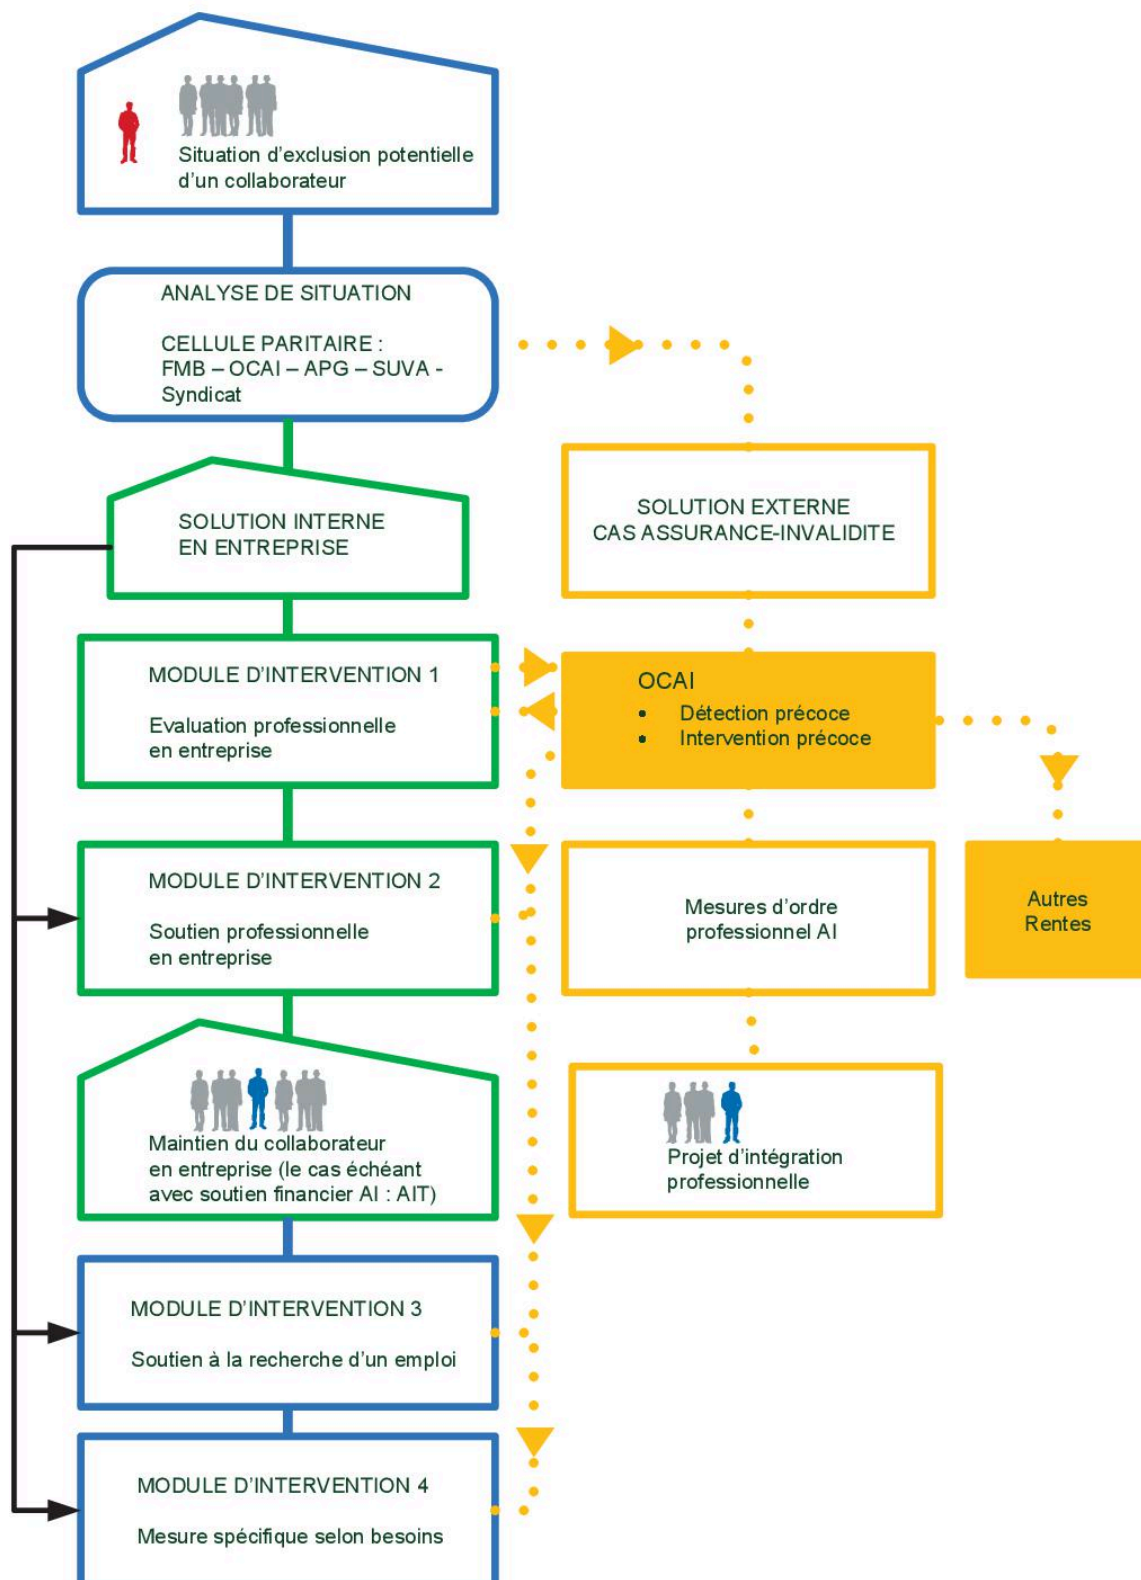 Situation d'exclusion potentielle
d'un collaborateur
ANALYSE DE SITUATION
CELLULE PARITAIRE :
FMB – OCAI – APG – SUVA -
Syndicat
SOLUTION INTERNE
EN ENTREPRISE
SOLUTION EXTERNE
CAS ASSURANCE-INVALIDITE
MODULE D'INTERVENTION 1
Evaluation professionnelle
en entreprise
OCAI
• Détection précoce
• Intervention précoce
MODULE D'INTERVENTION 2
Soutien professionnelle
en entreprise
Mesures d'ordre
professionnel AI
Autres
Rentes
Maintien du collaborateur
en entreprise (le cas échéant
avec soutien financier AI : AIT)
Projet d'intégration
professionnelle
MODULE D'INTERVENTION 3
Soutien à la recherche d'un emploi
MODULE D'INTERVENTION 4
Mesure spécifique selon besoins